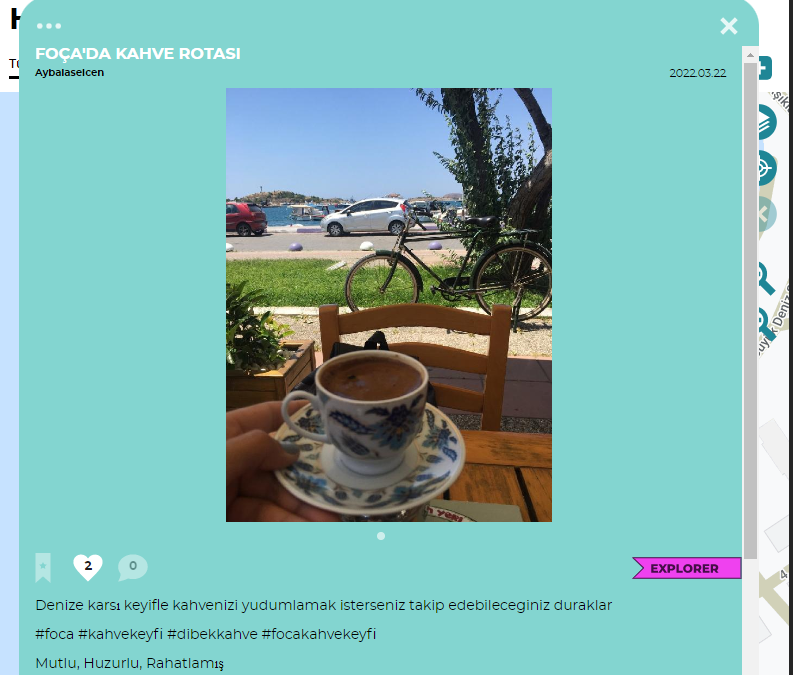 FOÇA'DA KAHVE ROTASI
Aybalaselcen
2022.03.22
2
0
EXPLORER
Denize karsı keyifle kahvenizi yudumlamak isterseniz takip edebileceginiz duraklar
#foca #kahvekeyfi #dibekkahve #focakahvekeyfi
Mutlu, Huzurlu, Rahatlamış